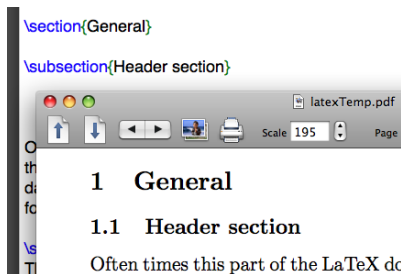 \section{General}
\subsection{Header section}
latexTemp.pdf
Scale 195 Page
1 General
1.1 Header section
Often times this part of the LaTeX